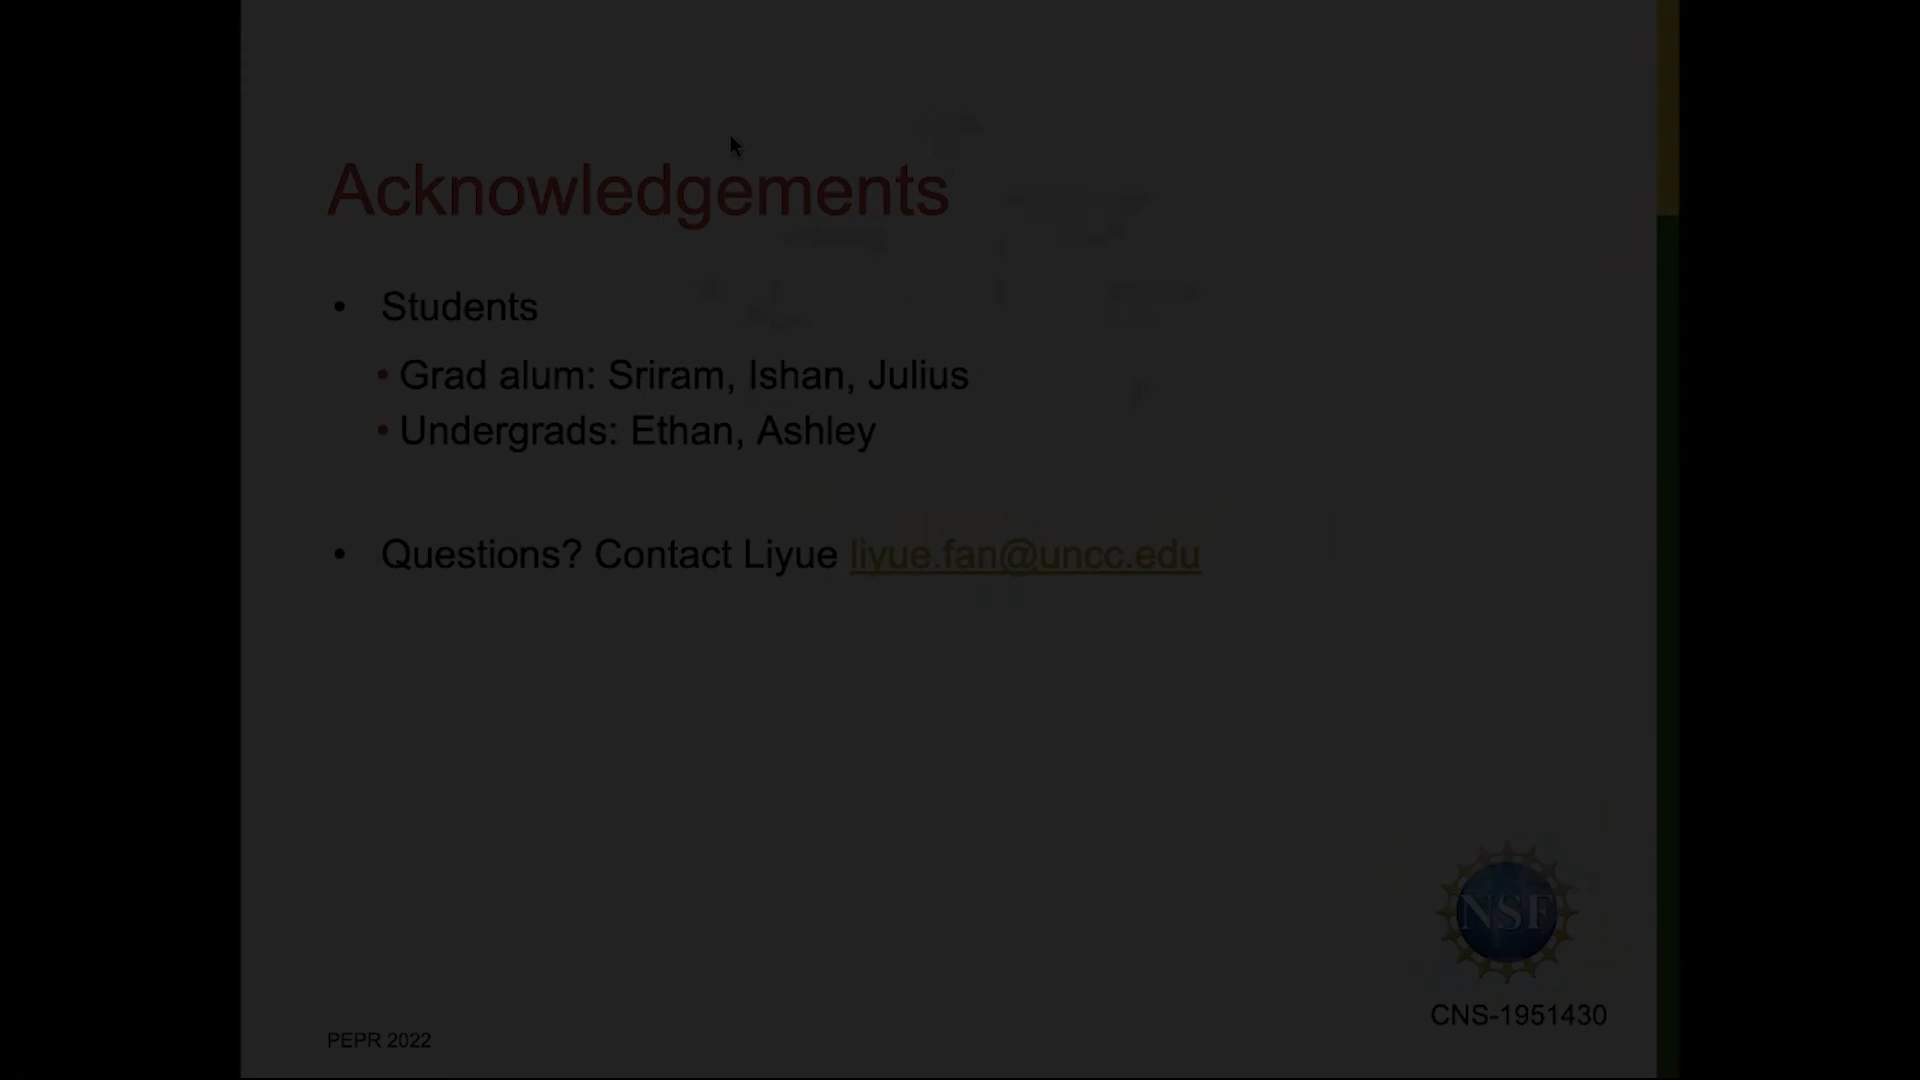 Acknowledgements
• Students
• Grad alum: Sriram, Ishan, Julius
• Undergrads: Ethan, Ashley
• Questions? Contact Liyue liyue.fan@uncc.edu
NSF
CNS-1951430
PEPR 2022